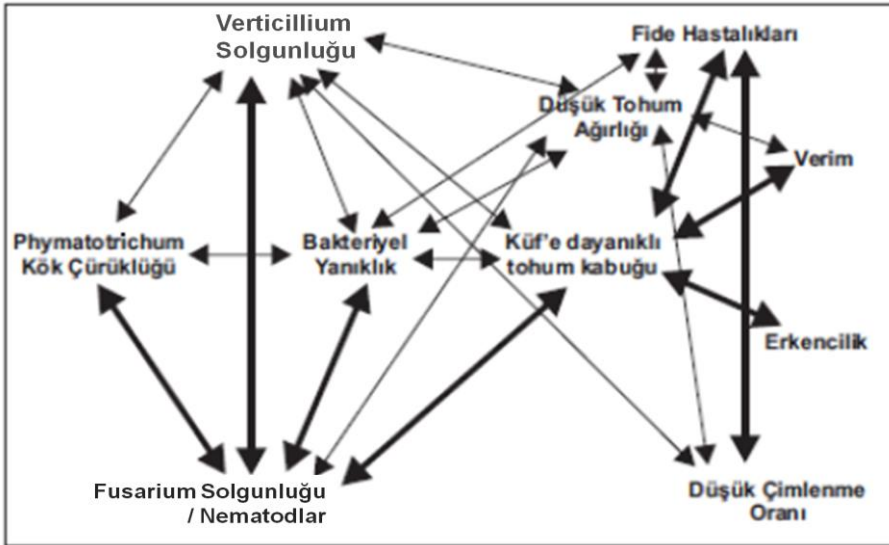 Verticillium
Solgunluğu
Fide Hastalıkları
Düşük Tohum
Ağırlığı
Verim
Phymatotrichum
Kök Çürüklüğü
Bakteriyel
Yanıklık
Küf'e dayanıklı
tohum kabuğu
Erkencilik
Fusarium Solgunluğu
/ Nematodlar
Düşük Çimlenme
Oranı